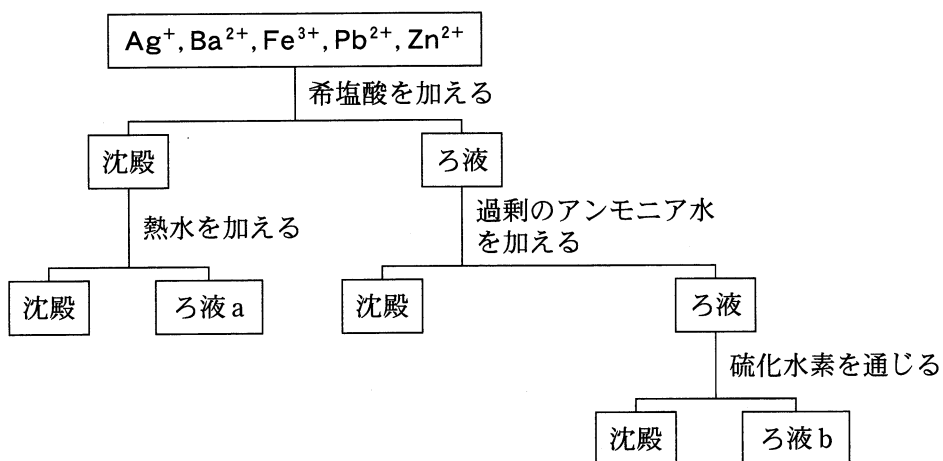 Ag⁺, Ba²⁺, Fe³⁺, Pb²⁺, Zn²⁺
希塩酸を加える
沈殿
ろ液
熱水を加える
過剰のアンモニア水
を加える
沈殿
ろ液a
沈殿
ろ液
硫化水素を通じる
沈殿
ろ液b